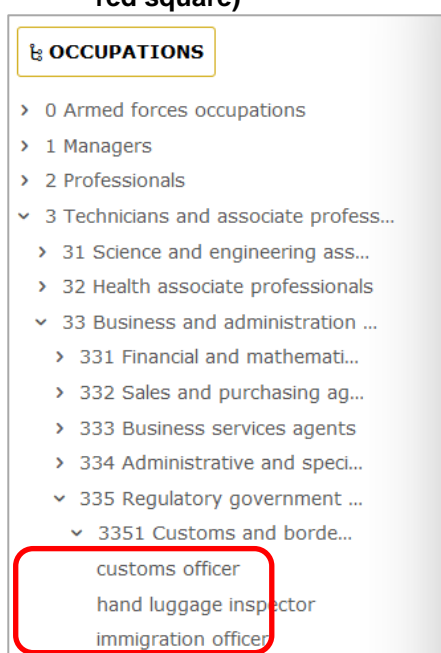 red square)
OCCUPATIONS
0 Armed forces occupations
1 Managers
2 Professionals
3 Technicians and associate profess...
31 Science and engineering ass...
32 Health associate professionals
33 Business and administration ...
331 Financial and mathemati...
332 Sales and purchasing ag...
333 Business services agents
334 Administrative and speci...
335 Regulatory government ...
3351 Customs and borde...
customs officer
hand luggage inspector
immigration officer